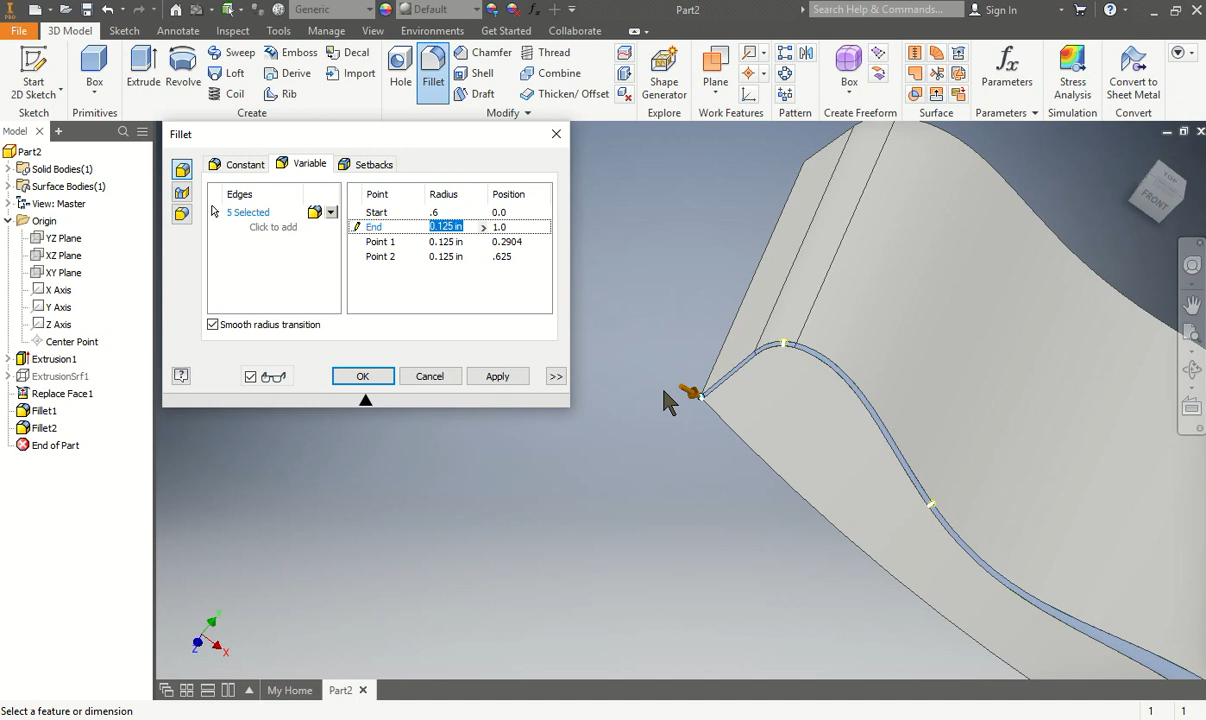 Generic
Default
Part2
Search Help & Commands...
Sign In
PRO
File
3D Model
Sketch
Annotate
Inspect
Tools
Manage
View
Environments
Get Started
Collaborate
Start
2D Sketch
Box
Extrude
Revolve
Sweep
Emboss
Decal
Loft
Derive
Import
Coil
Rib
Hole
Fillet
Chamfer
Thread
Shell
Combine
Draft
Thicken/ Offset
Shape
Generator
Plane
Box
Parameters
Stress
Analysis
Convert to
Sheet Metal
Sketch
Primitives
Create
Modify
Explore
Work Features
Pattern
Create Freeform
Surface
Parameters
Simulation
Convert
Model
Part2
Solid Bodies(1)
Surface Bodies(1)
View: Master
Origin
YZ Plane
XZ Plane
XY Plane
X Axis
Y Axis
Z Axis
Center Point
Extrusion1
ExtrusionSrf1
Replace Face1
Fillet1
Fillet2
End of Part
Fillet
Constant
Variable
Setbacks
Edges
5 Selected
Click to add
Point Radius Position
Start .6 0.0
End 0.125 in 1.0
Point 1 0.125 in 0.2904
Point 2 0.125 in .625
Smooth radius transition
OK
Cancel
Apply
>>
TOP
FRONT
Y
X
Z
My Home
Part2
Select a feature or dimension
1 1